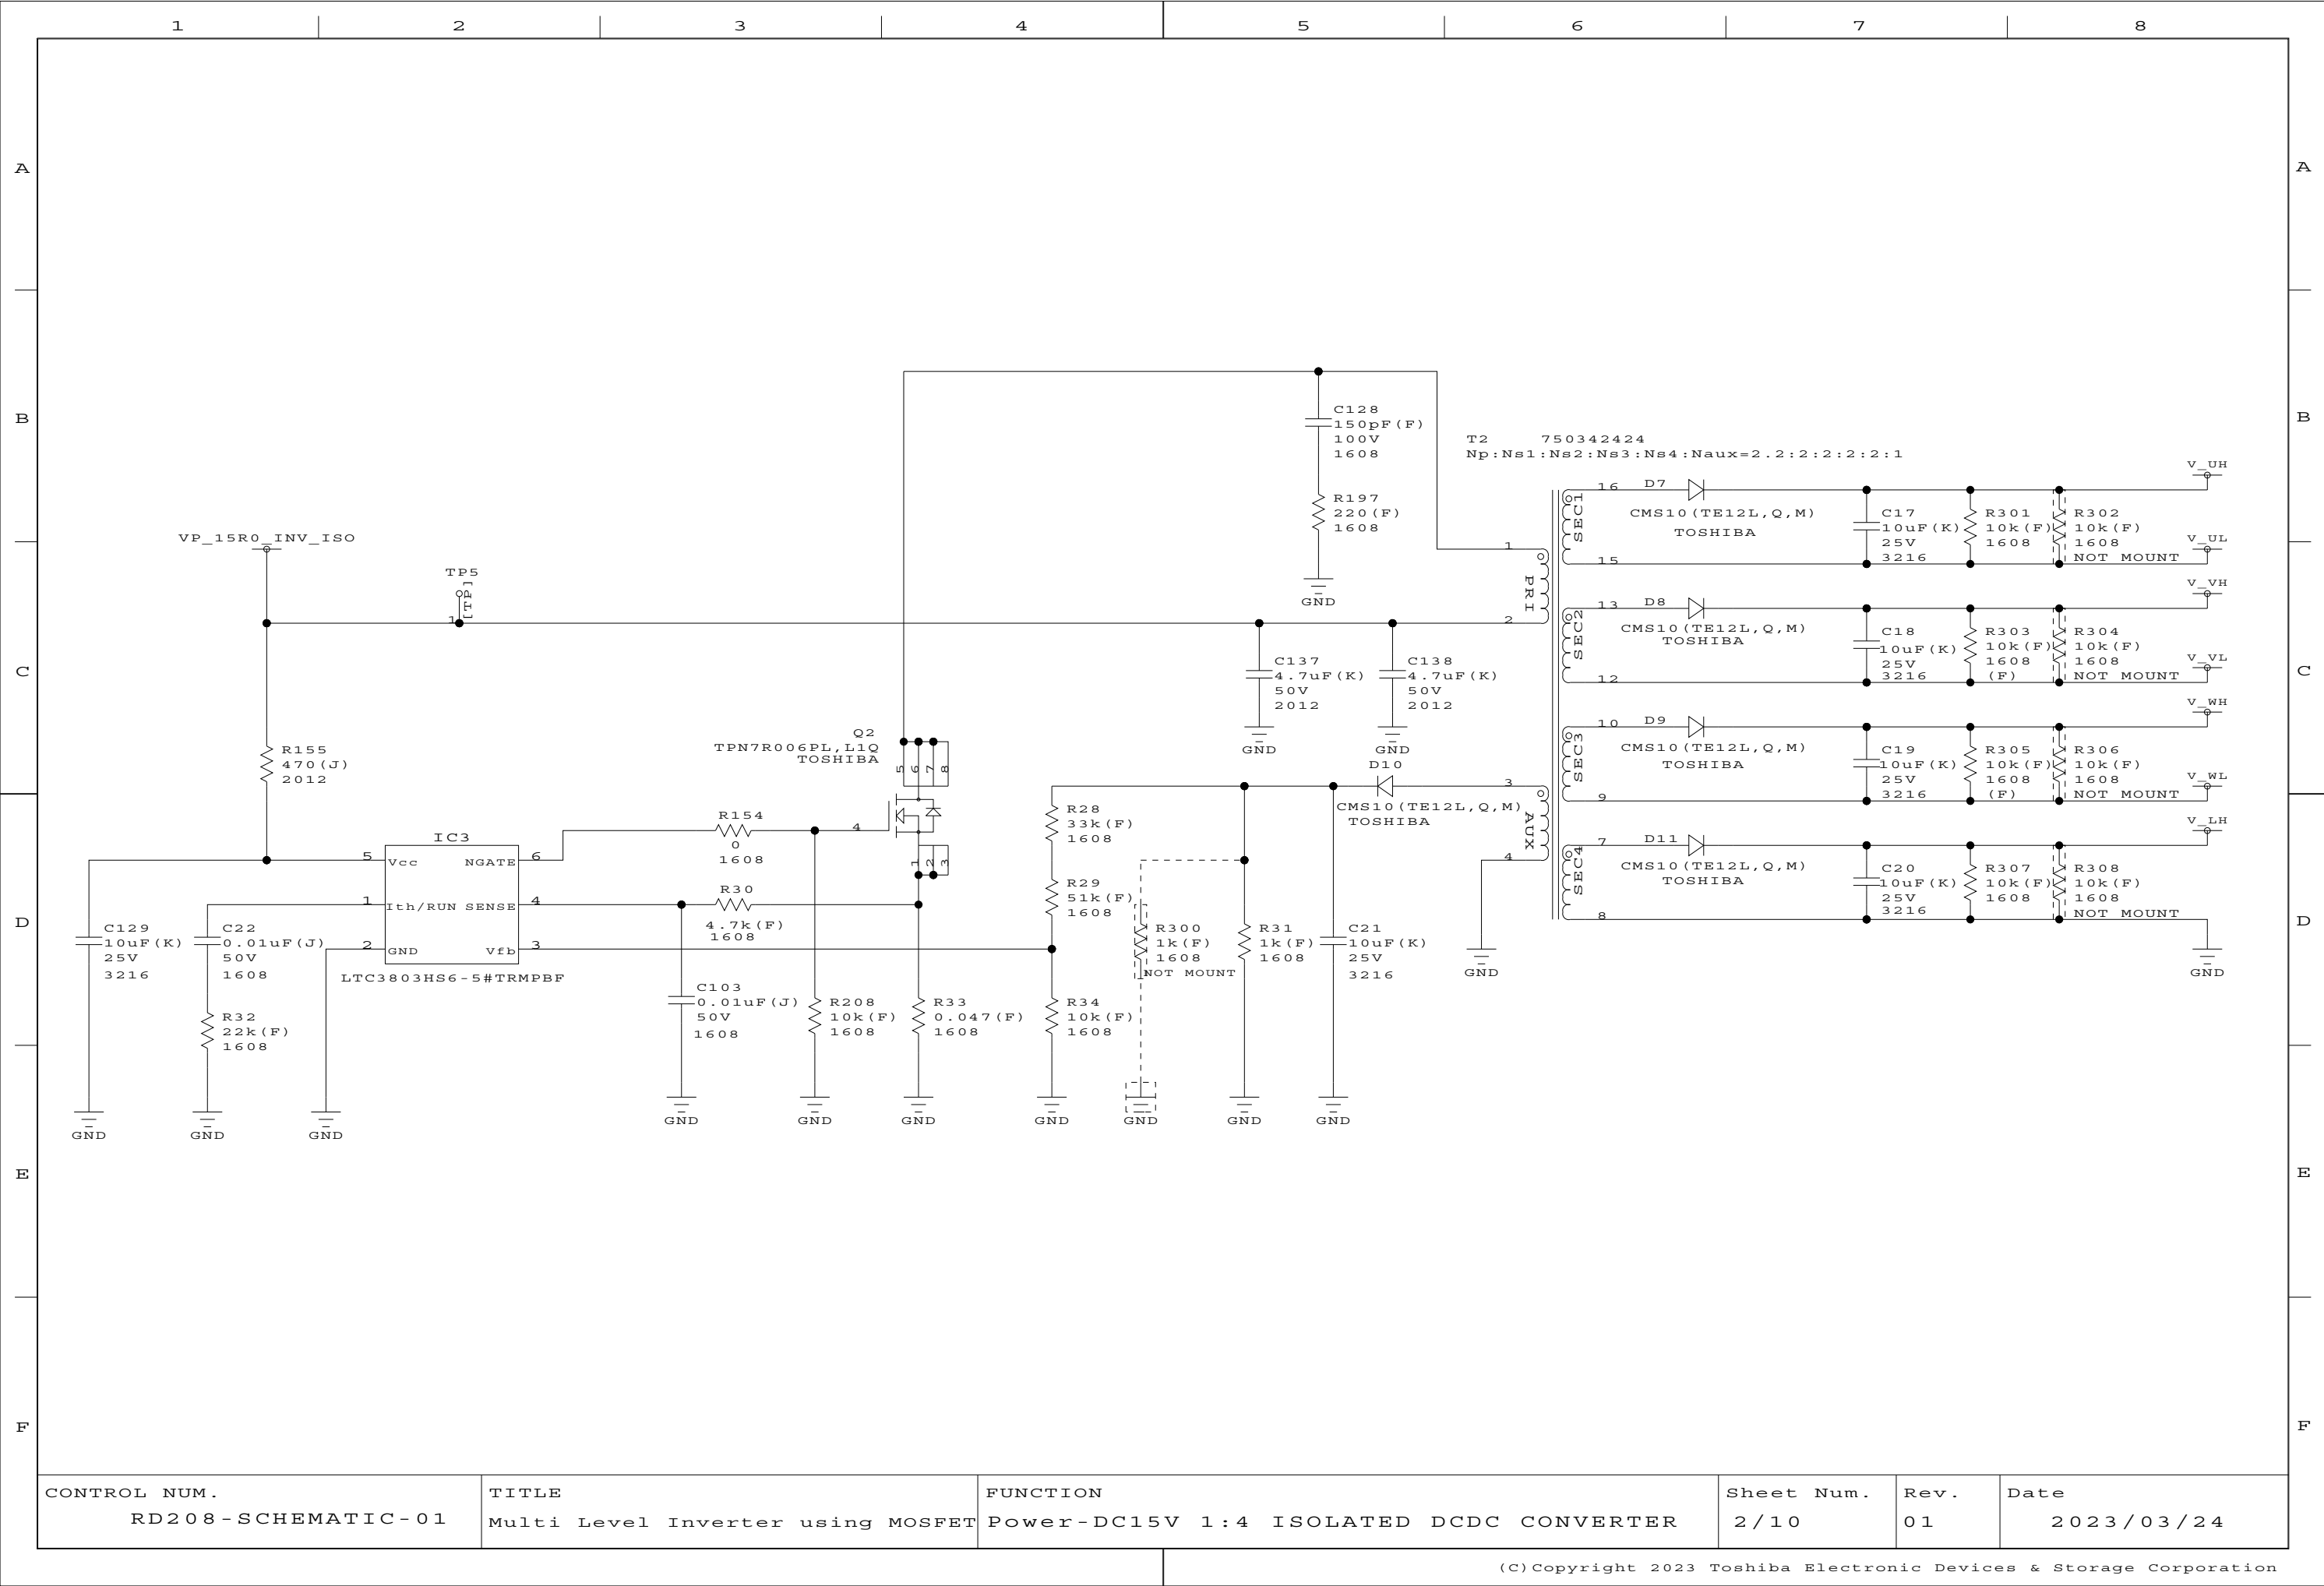 1 2 3 4 5 6 7 8
A A
B B
C C
D D
E E
F F
C128
150pF(F)
100V
1608
R197
220(F)
1608
GND
T2 750342424
Np:Ns1:Ns2:Ns3:Ns4:Naux=2.2:2:2:2:2:1
VP_15R0_INV_ISO
TP5
[TP]
1
1
PRI
2
3
AUX
4
GND
SEC1
16
15
SEC2
13
12
SEC3
10
9
SEC4
7
8
D7
CMS10(TE12L,Q,M)
TOSHIBA
C17
10uF(K)
25V
3216
R301
10k(F)
1608
R302
10k(F)
1608
NOT MOUNT
V_UH
V_UL
D8
CMS10(TE12L,Q,M)
TOSHIBA
C18
10uF(K)
25V
3216
R303
10k(F)
1608
(F)
R304
10k(F)
1608
NOT MOUNT
V_VH
V_VL
D9
CMS10(TE12L,Q,M)
TOSHIBA
C19
10uF(K)
25V
3216
R305
10k(F)
1608
(F)
R306
10k(F)
1608
NOT MOUNT
V_WH
V_WL
D11
CMS10(TE12L,Q,M)
TOSHIBA
C20
10uF(K)
25V
3216
R307
10k(F)
1608
R308
10k(F)
1608
NOT MOUNT
V_LH
GND
C137
4.7uF(K)
50V
2012
GND
C138
4.7uF(K)
50V
2012
GND
R155
470(J)
2012
Q2
TPN7R006PL,L1Q
TOSHIBA
5 6 7 8
4
1 2 3
D10
CMS10(TE12L,Q,M)
TOSHIBA
R154
0
1608
R30
4.7k(F)
1608
IC3
5 Vcc NGATE 6
1 Ith/RUN SENSE 4
2 GND Vfb 3
LTC3803HS6-5#TRMPBF
C129
10uF(K)
25V
3216
GND
C22
0.01uF(J)
50V
1608
R32
22k(F)
1608
GND
GND
C103
0.01uF(J)
50V
1608
GND
R208
10k(F)
1608
GND
R33
0.047(F)
1608
GND
R28
33k(F)
1608
R29
51k(F)
1608
R34
10k(F)
1608
GND
R300
1k(F)
1608
NOT MOUNT
GND
R31
1k(F)
1608
GND
C21
10uF(K)
25V
3216
GND
CONTROL NUM.
RD208-SCHEMATIC-01
TITLE
Multi Level Inverter using MOSFET
FUNCTION
Power-DC15V 1:4 ISOLATED DCDC CONVERTER
Sheet Num.
2/10
Rev.
01
Date
2023/03/24
(C)Copyright 2023 Toshiba Electronic Devices & Storage Corporation